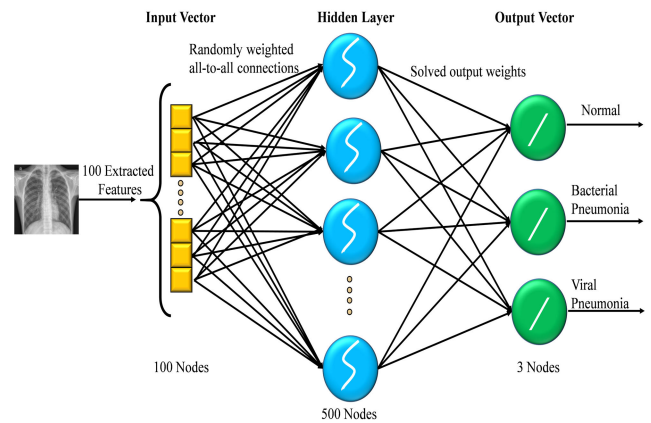 Input Vector
Hidden Layer
Output Vector
Randomly weighted
all-to-all connections
Solved output weights
100 Extracted
Features
Normal
Bacterial
Pneumonia
Viral
Pneumonia
100 Nodes
500 Nodes
3 Nodes